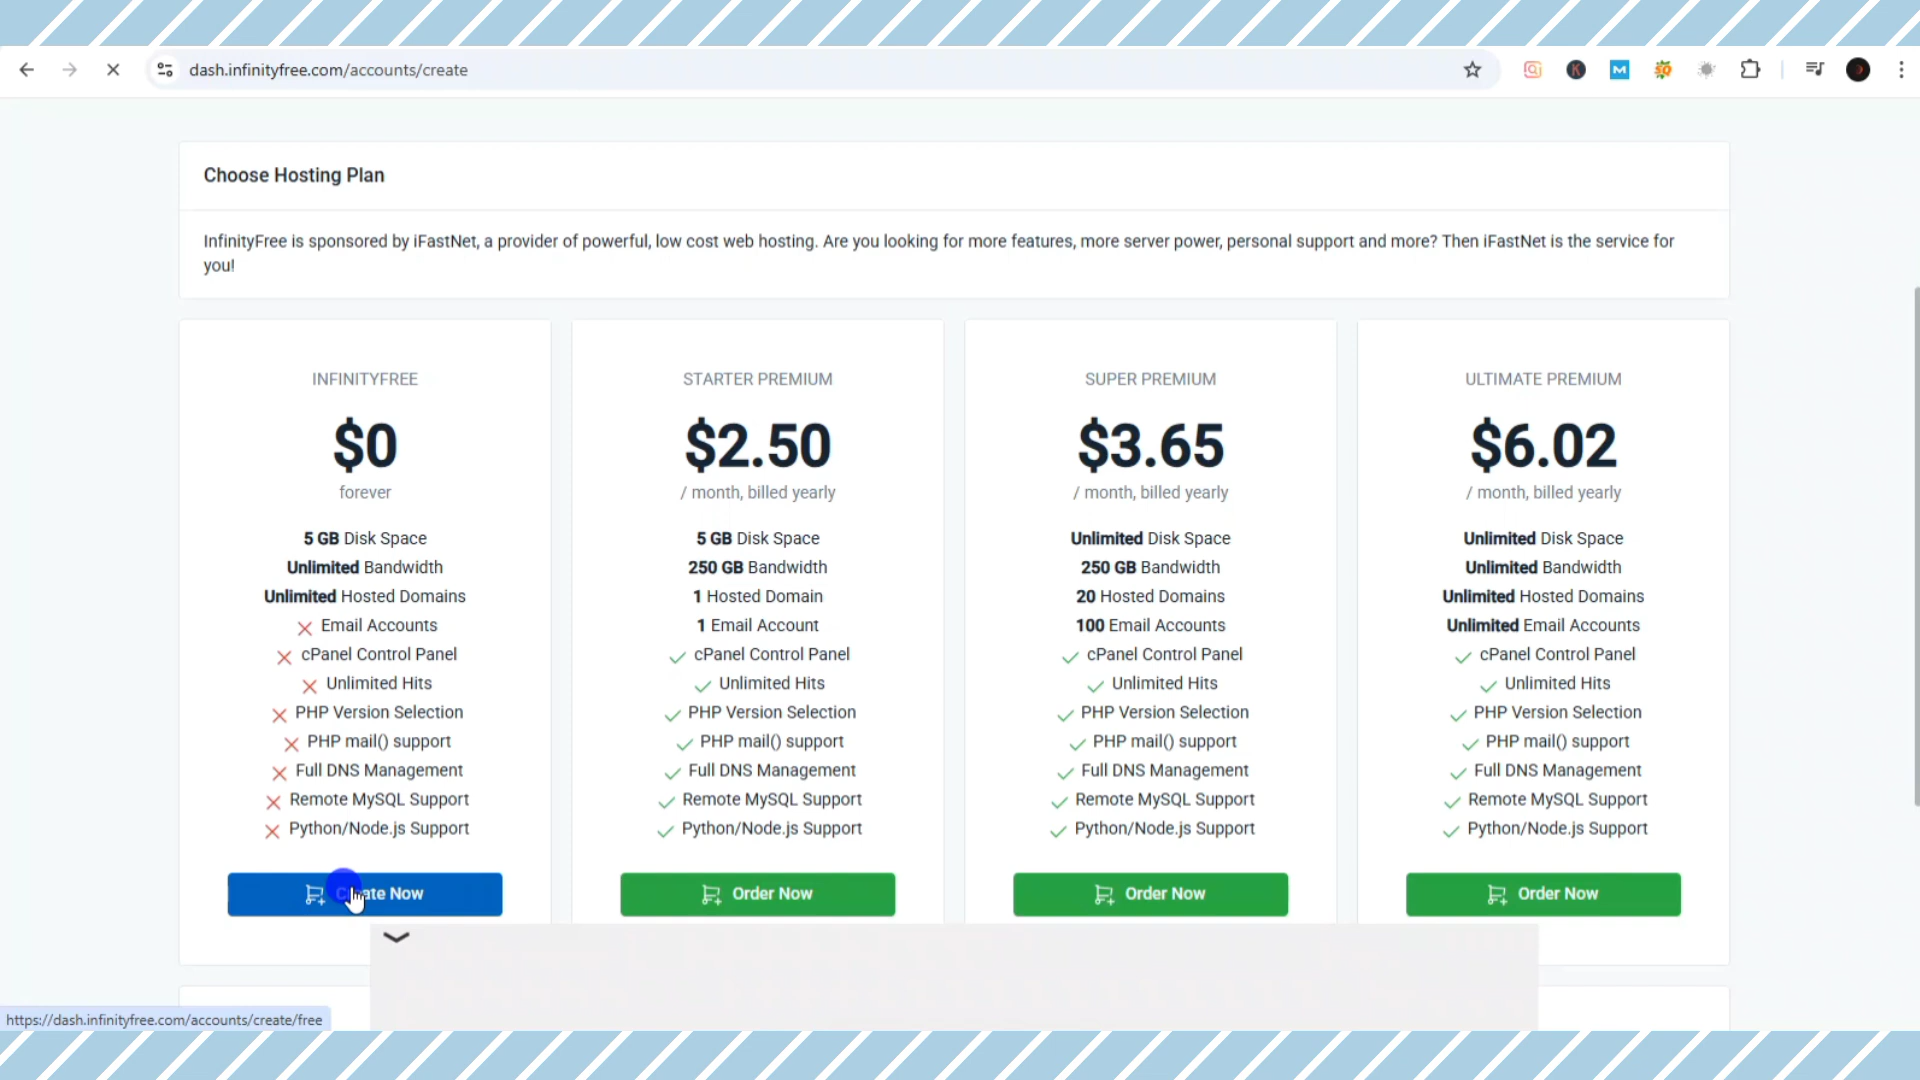 dash.infinityfree.com/accounts/create
Choose Hosting Plan
InfinityFree is sponsored by iFastNet, a provider of powerful, low cost web hosting. Are you looking for more features, more server power, personal support and more? Then iFastNet is the service for
you!
INFINITYFREE
$0
forever
5 GB Disk Space
Unlimited Bandwidth
Unlimited Hosted Domains
Email Accounts
cPanel Control Panel
Unlimited Hits
PHP Version Selection
PHP mail() support
Full DNS Management
Remote MySQL Support
Python/Node.js Support
Create Now
STARTER PREMIUM
$2.50
/ month, billed yearly
5 GB Disk Space
250 GB Bandwidth
1 Hosted Domain
1 Email Account
cPanel Control Panel
Unlimited Hits
PHP Version Selection
PHP mail() support
Full DNS Management
Remote MySQL Support
Python/Node.js Support
Order Now
SUPER PREMIUM
$3.65
/ month, billed yearly
Unlimited Disk Space
250 GB Bandwidth
20 Hosted Domains
100 Email Accounts
cPanel Control Panel
Unlimited Hits
PHP Version Selection
PHP mail() support
Full DNS Management
Remote MySQL Support
Python/Node.js Support
Order Now
ULTIMATE PREMIUM
$6.02
/ month, billed yearly
Unlimited Disk Space
Unlimited Bandwidth
Unlimited Hosted Domains
Unlimited Email Accounts
cPanel Control Panel
Unlimited Hits
PHP Version Selection
PHP mail() support
Full DNS Management
Remote MySQL Support
Python/Node.js Support
Order Now
https://dash.infinityfree.com/accounts/create/free